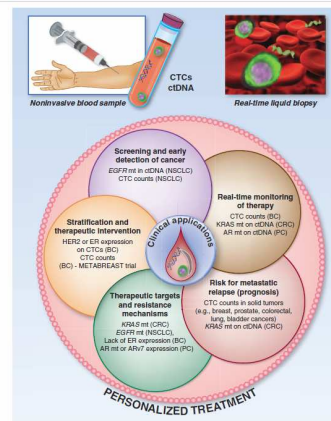 CTCs
ctDNA
Noninvasive blood sample
Real-time liquid biopsy
Screening and early
detection of cancer
EGFR mt in ctDNA (NSCLC)
CTC counts (NSCLC)
Real-time monitoring
of therapy
CTC counts (BC)
KRAS mt on ctDNA (CRC)
AR mt on ctDNA (PC)
Stratification and
therapeutic intervention
HER2 or ER expression
on CTCs (BC)
CTC counts
(BC) - METABREAST trial
Clinical applications
Risk for metastatic
relapse (prognosis)
CTC counts in solid tumors
(e.g., breast, prostate, colorectal,
lung, bladder cancers)
KRAS mt on ctDNA (CRC)
Therapeutic targets
and resistance
mechanisms
KRAS mt (CRC)
EGFR mt (NSCLC),
Lack of ER expression (BC)
AR mt or ARv7 expression (PC)
PERSONALIZED TREATMENT